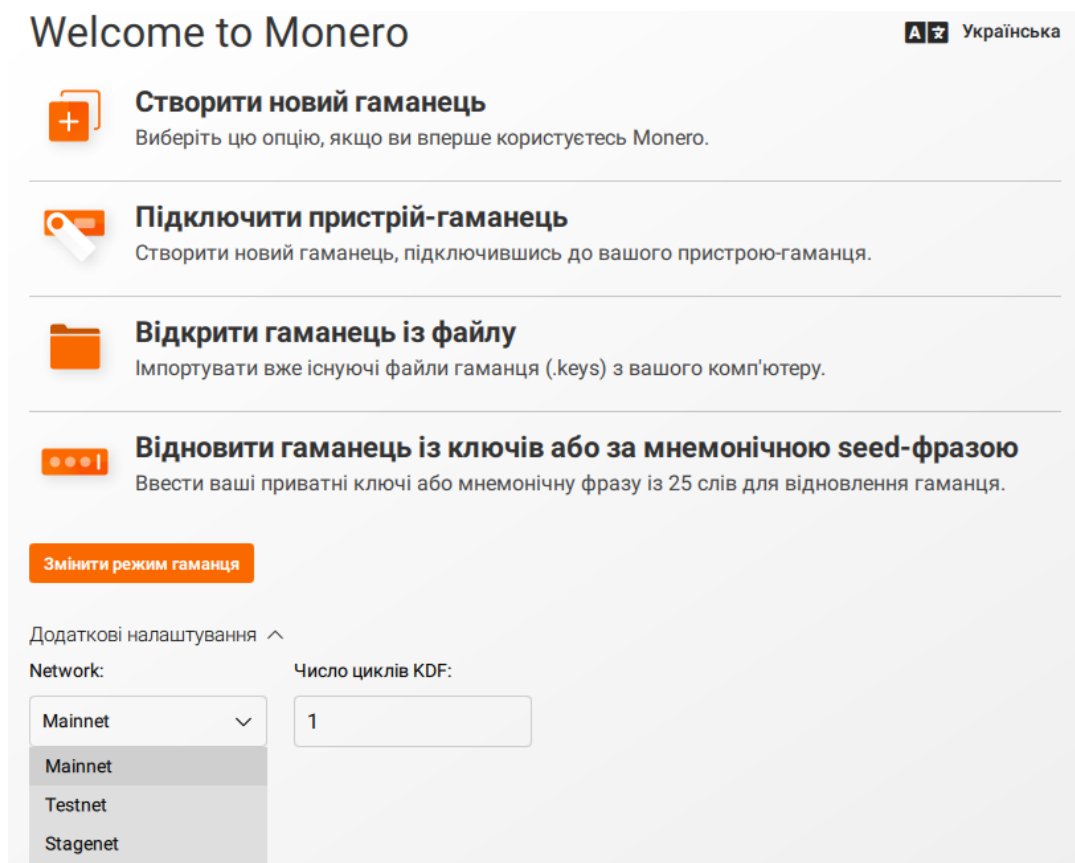 Welcome to Monero
Українська
Створити новий гаманець
Виберіть цю опцію, якщо ви вперше користуєтесь Monero.
Підключити пристрій-гаманець
Створити новий гаманець, підключившись до вашого пристрою-гаманця.
Відкрити гаманець із файлу
Імпортувати вже існуючі файли гаманця (.keys) з вашого комп'ютеру.
Відновити гаманець із ключів або за мнемонічною seed-фразою
Ввести ваші приватні ключі або мнемонічну фразу із 25 слів для відновлення гаманця.
Змінити режим гаманця
Додаткові налаштування
Network:
Число циклів KDF:
Mainnet
1
Mainnet
Testnet
Stagenet